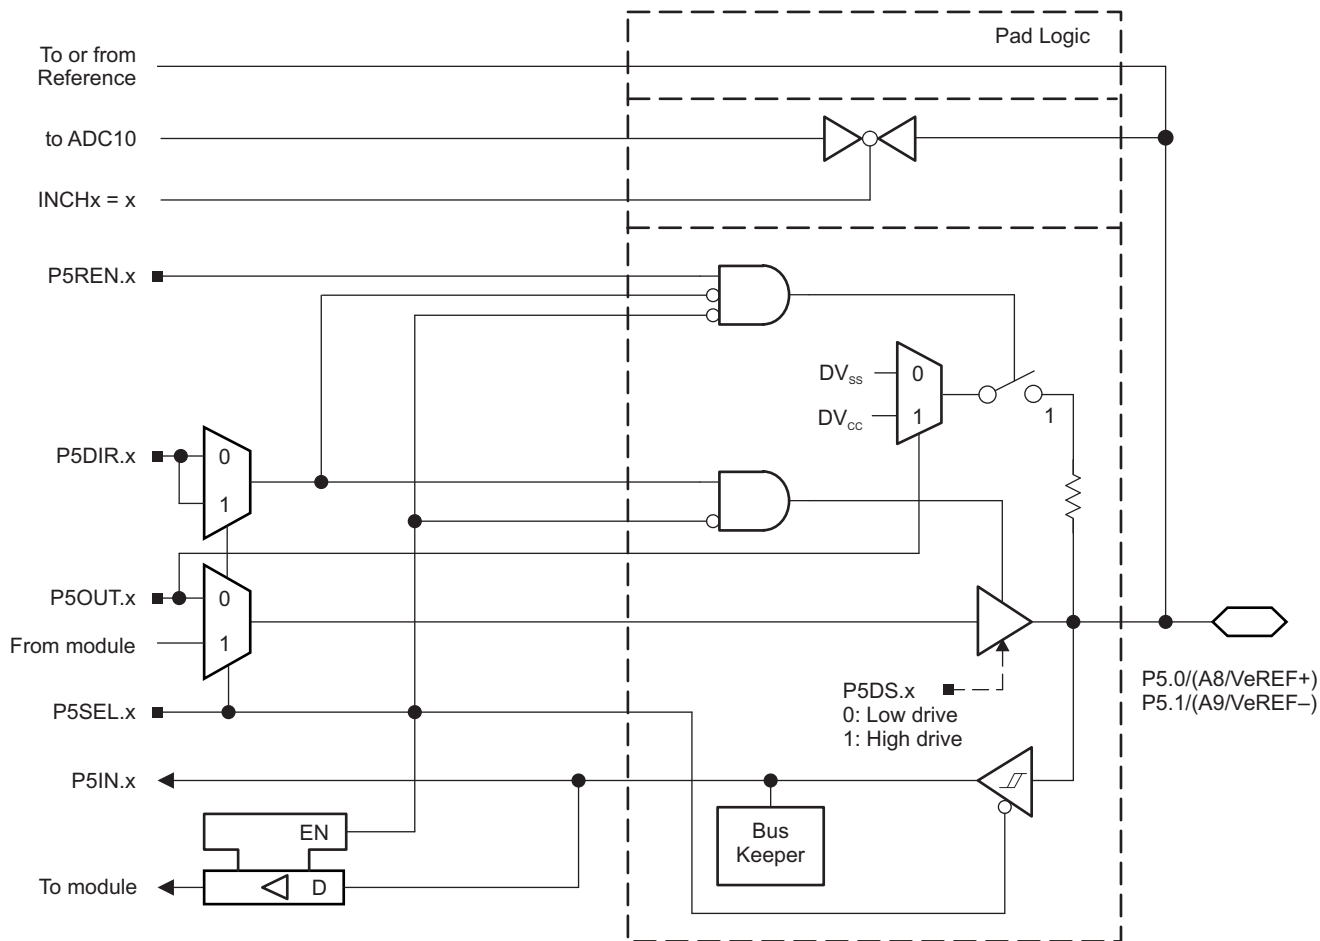 Pad Logic
To or from
Reference
to ADC10
INCHx = x
P5REN.x
DVSS
0
DVCC
1
1
P5DIR.x
0
1
P5OUT.x
0
From module
1
P5DS.x
0: Low drive
1: High drive
P5.0/(A8/VeREF+)
P5.1/(A9/VeREF–)
P5SEL.x
P5IN.x
EN
Bus
Keeper
To module
D